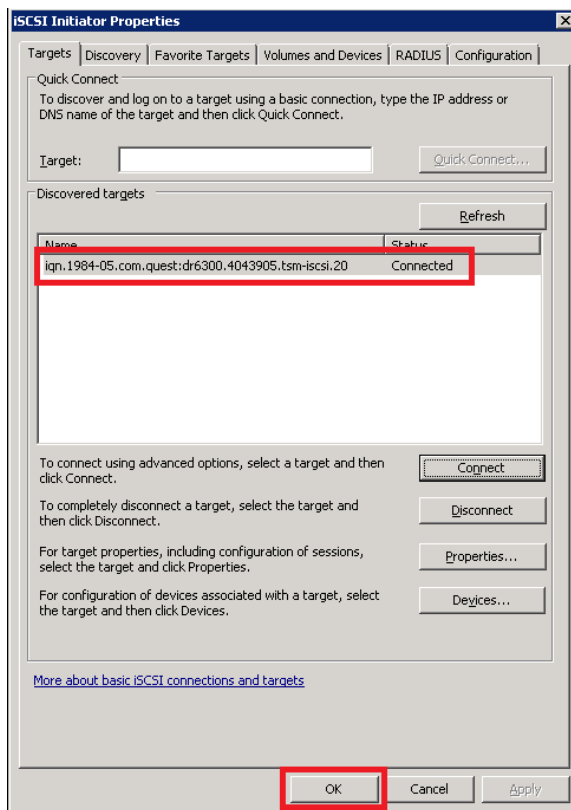 iSCSI Initiator Properties
Targets Discovery Favorite Targets Volumes and Devices RADIUS Configuration
Quick Connect
To discover and log on to a target using a basic connection, type the IP address or
DNS name of the target and then click Quick Connect.
Target:
Quick Connect...
Discovered targets
Refresh
Name Status
iqn.1984-05.com.quest:dr6300.4043905.tsm-iscsi.20 Connected
To connect using advanced options, select a target and then
click Connect.
Connect
To completely disconnect a target, select the target and
then click Disconnect.
Disconnect
For target properties, including configuration of sessions,
select the target and click Properties.
Properties...
For configuration of devices associated with a target, select
the target and then click Devices.
Devices...
More about basic iSCSI connections and targets
OK Cancel Apply